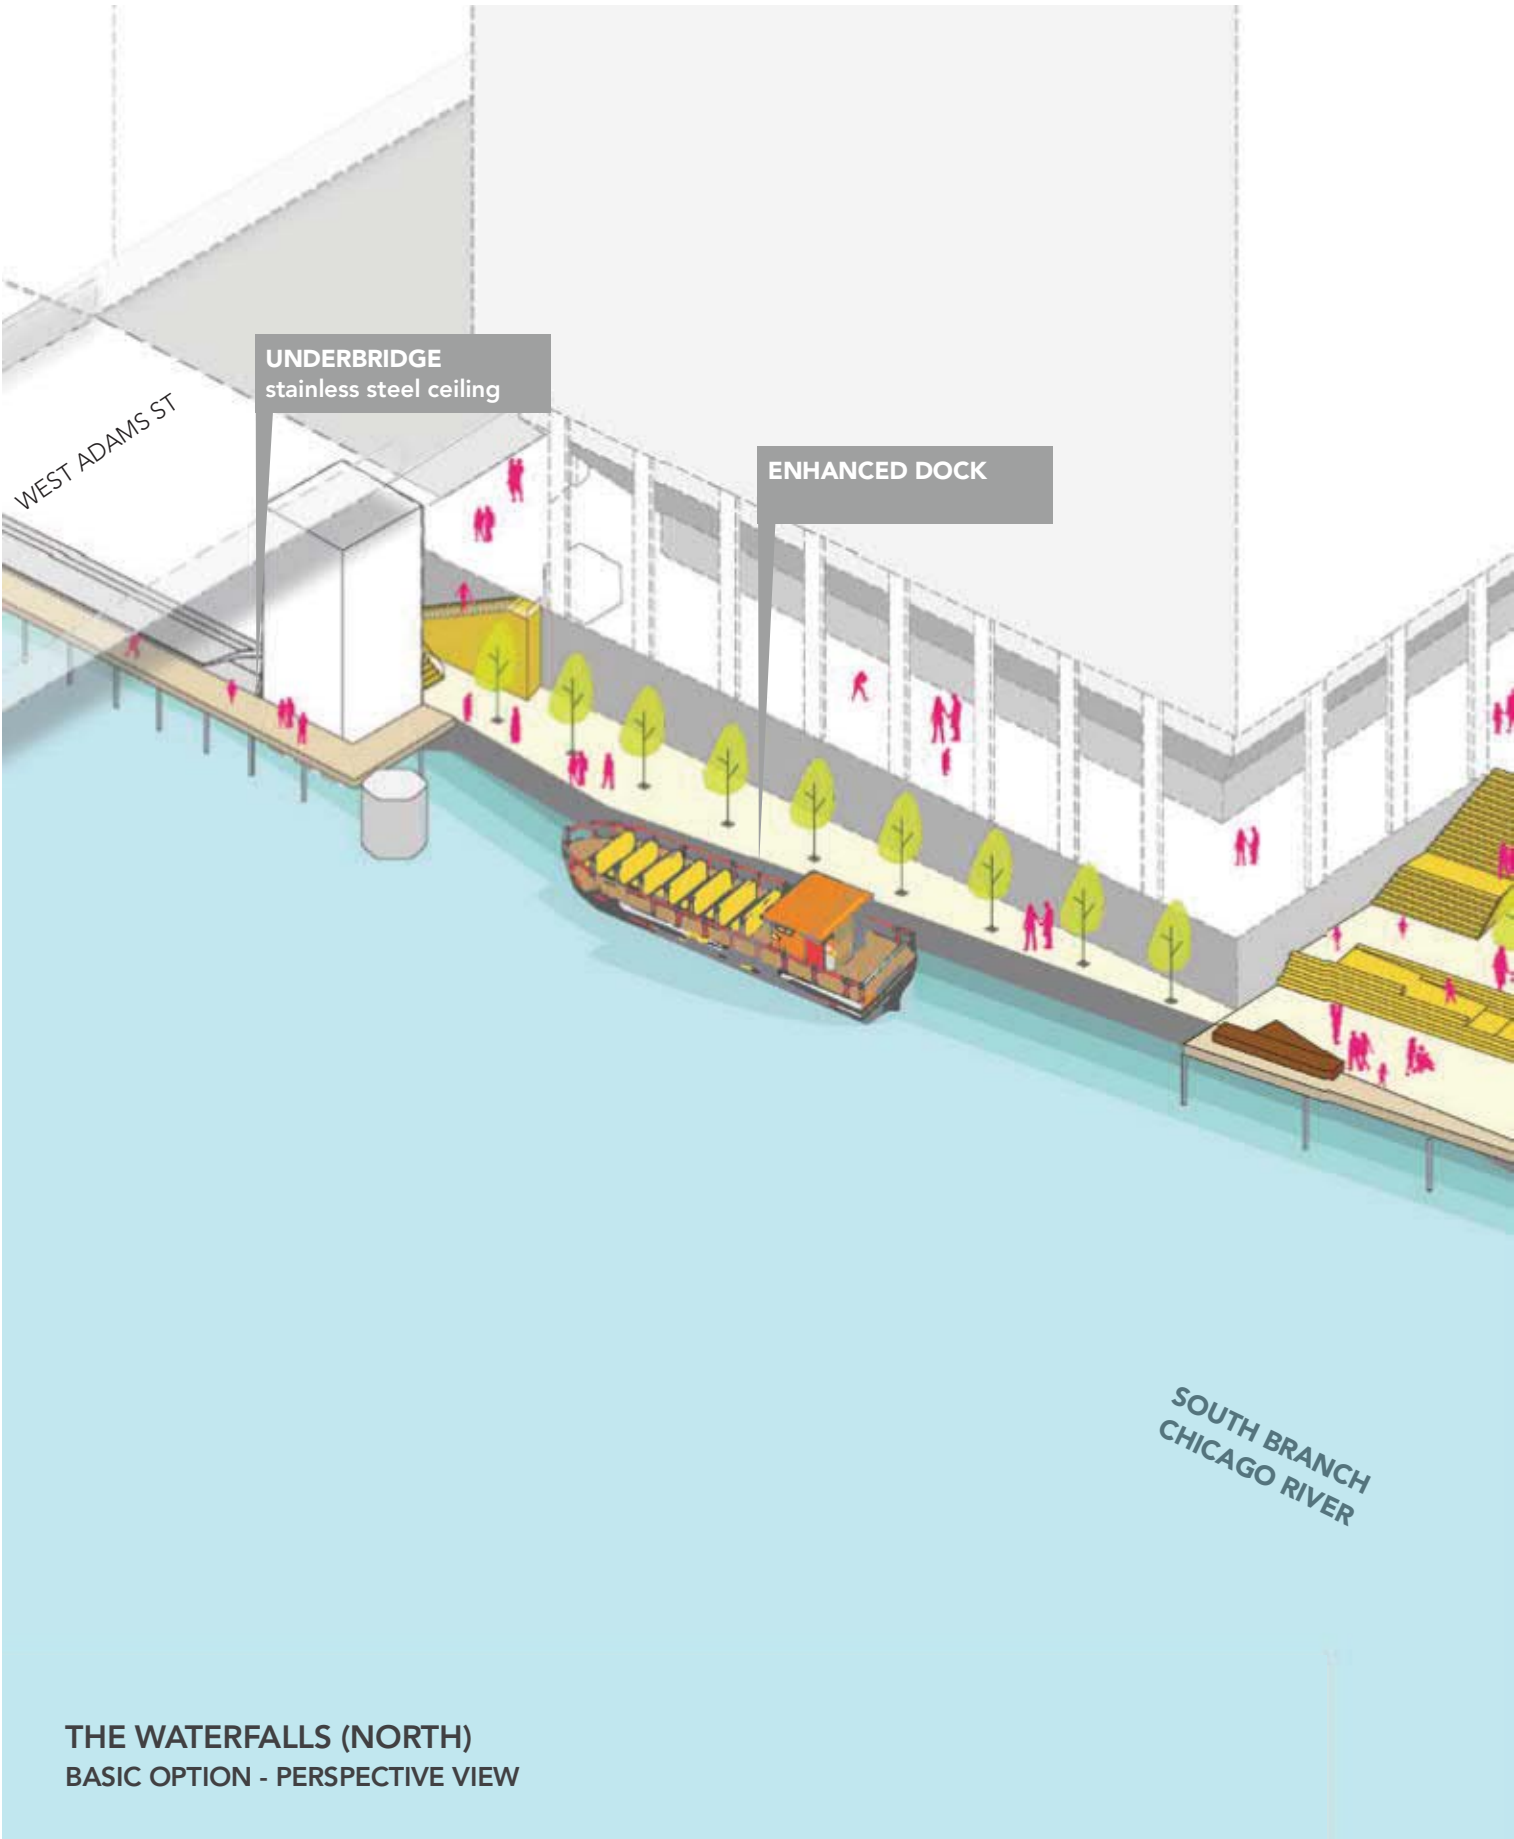 UNDERBRIDGE
stainless steel ceiling
WEST ADAMS ST
ENHANCED DOCK
SOUTH BRANCH
CHICAGO RIVER
THE WATERFALLS (NORTH)
BASIC OPTION - PERSPECTIVE VIEW